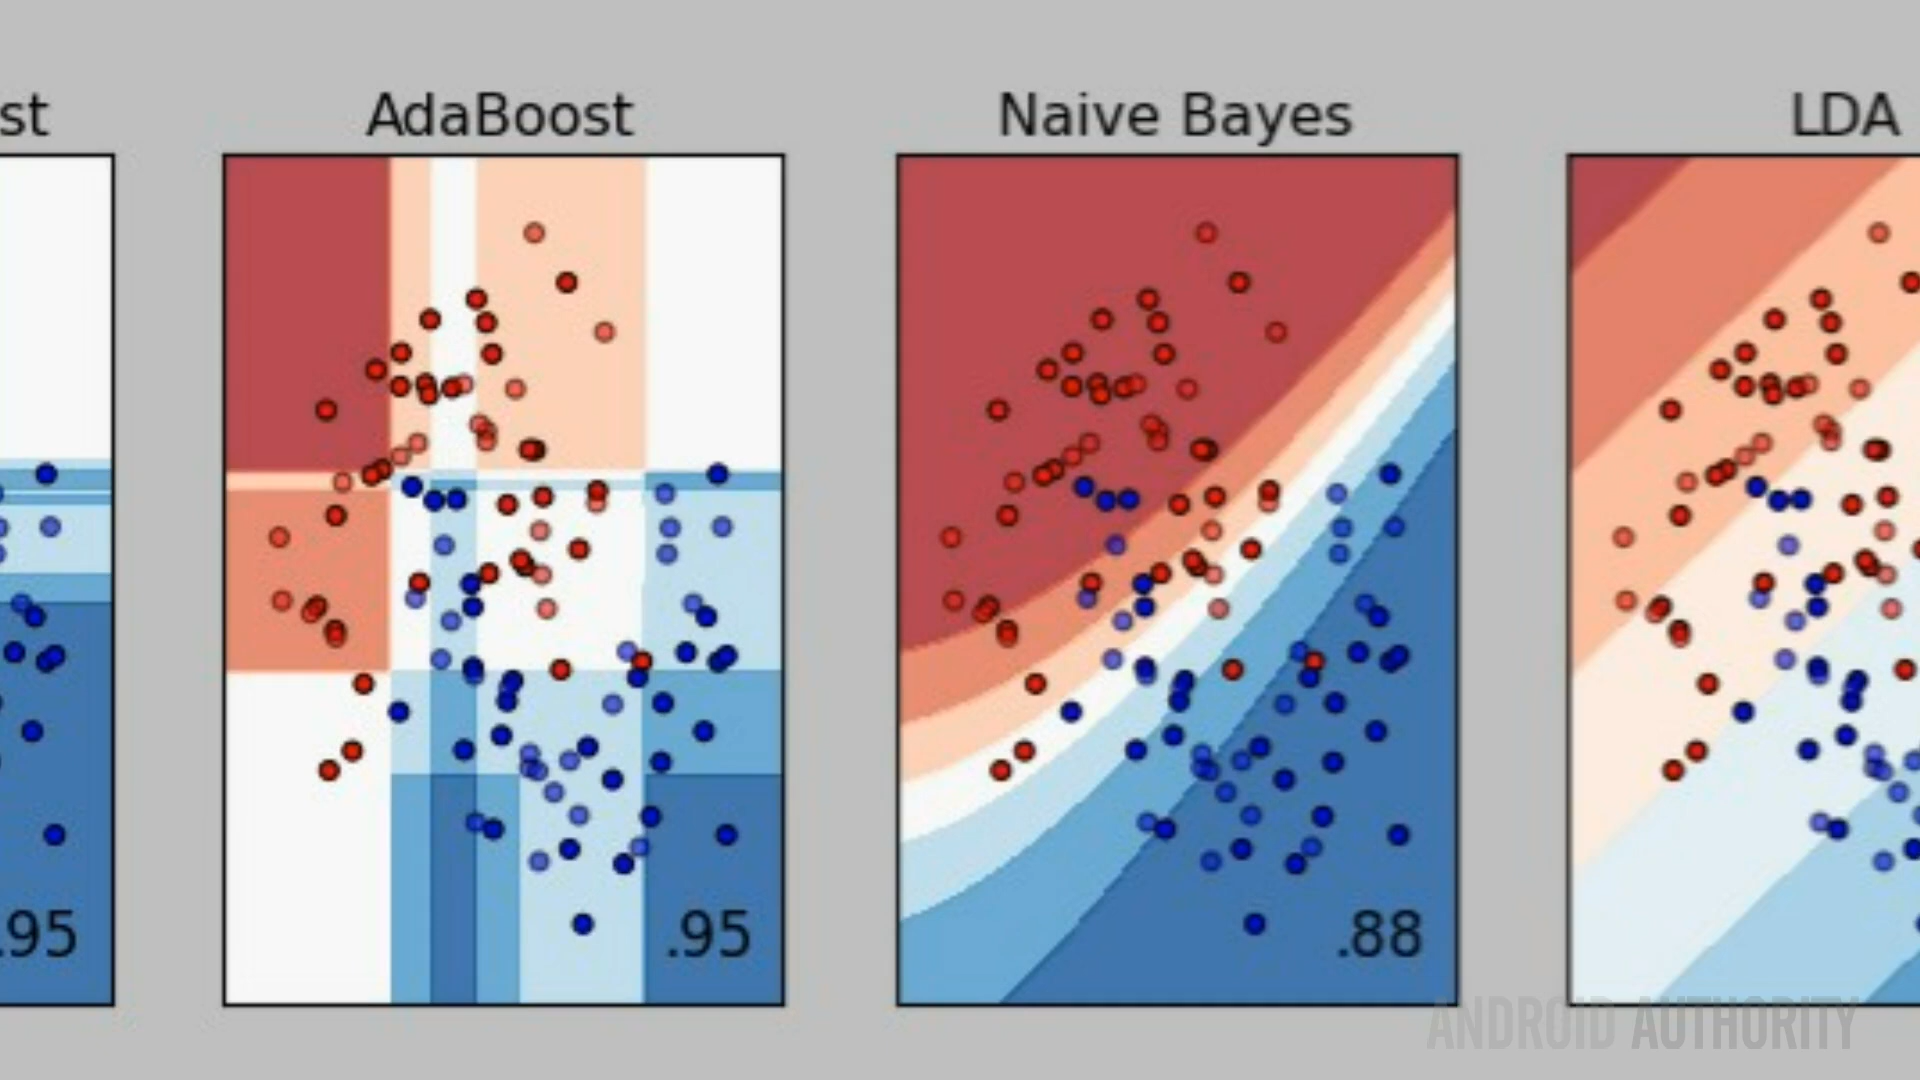 st
AdaBoost
Naive Bayes
LDA
.95
.95
.88
ANDROID AUTHORITY